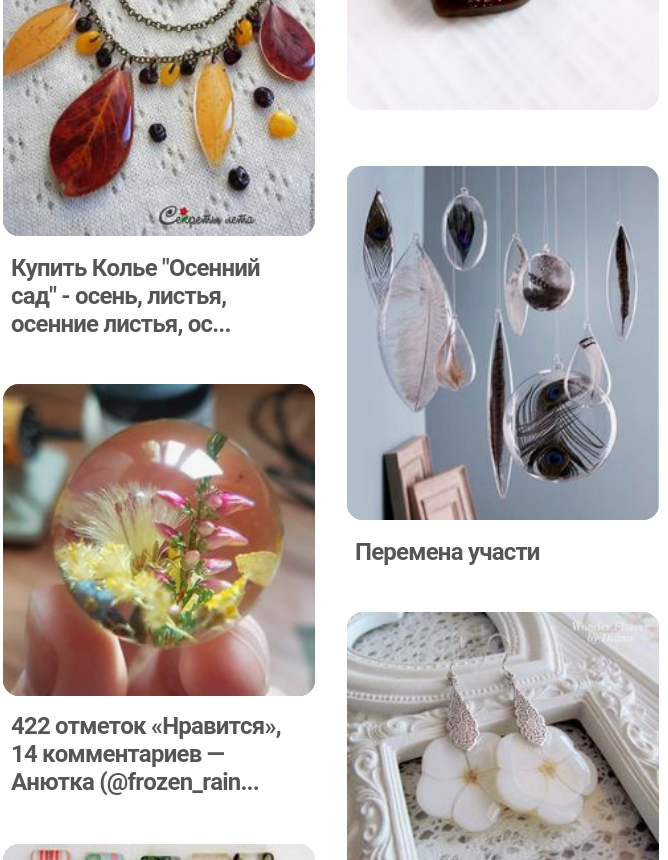 Секреты лета
Купить Колье "Осенний
сад" - осень, листья,
осенние листья, ос...
422 отметок «Нравится»,
14 комментариев —
Анютка (@frozen_rain...
Перемена участи
Wonder Flower
by Diana